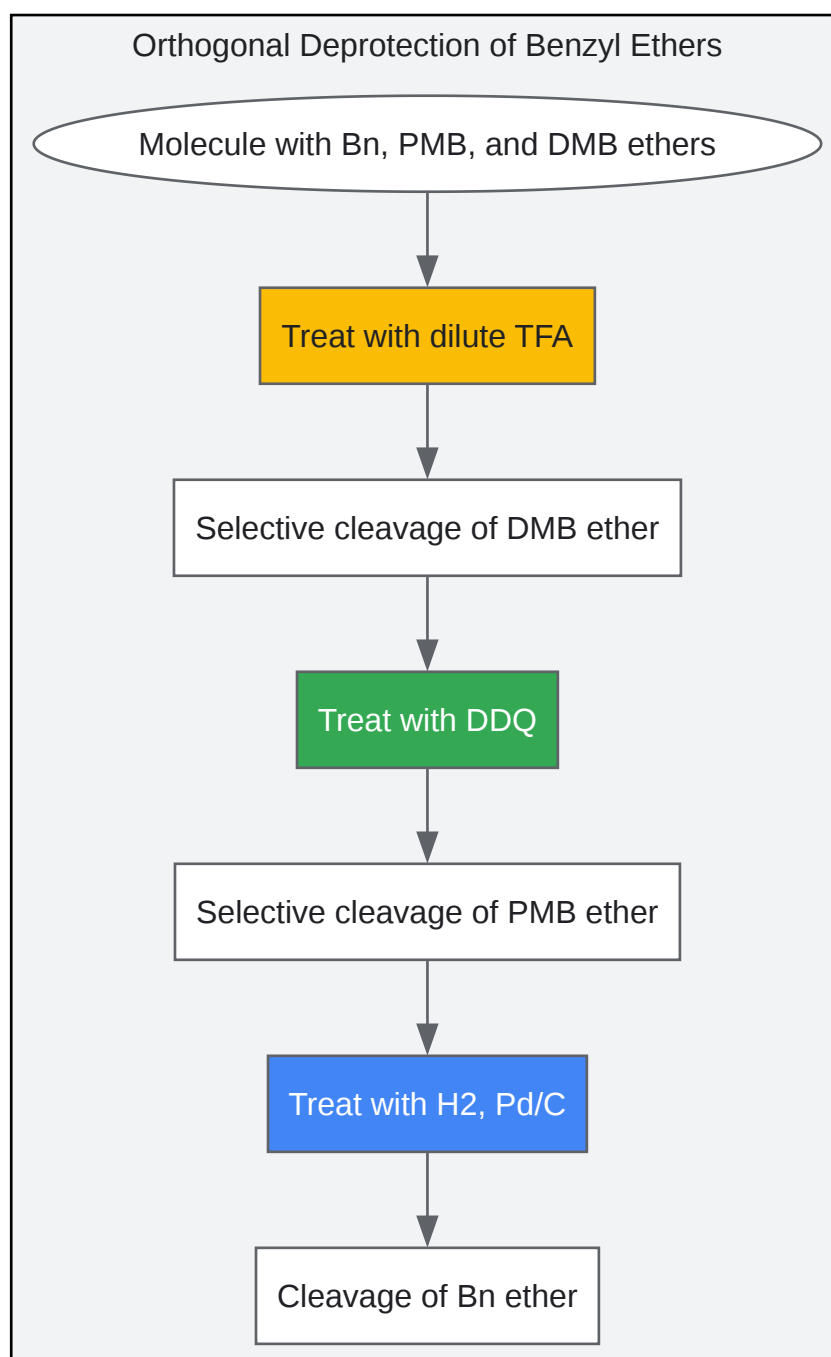 Orthogonal Deprotection of Benzyl Ethers
Molecule with Bn, PMB, and DMB ethers
Treat with dilute TFA
Selective cleavage of DMB ether
Treat with DDQ
Selective cleavage of PMB ether
Treat with H2, Pd/C
Cleavage of Bn ether